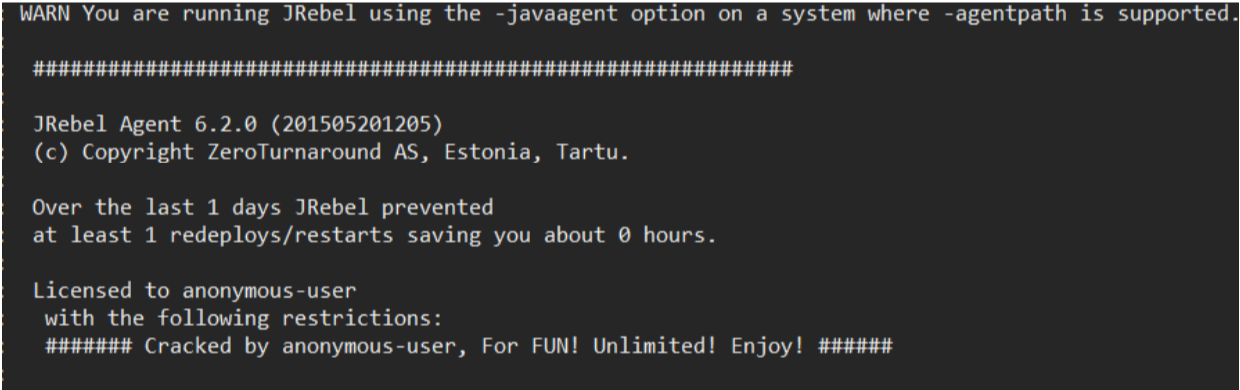 WARN You are running JRebel using the -javaagent option on a system where -agentpath is supported.
#############################################################
JRebel Agent 6.2.0 (201505201205)
(c) Copyright ZeroTurnaround AS, Estonia, Tartu.
Over the last 1 days JRebel prevented
at least 1 redeploys/restarts saving you about 0 hours.
Licensed to anonymous-user
with the following restrictions:
####### Cracked by anonymous-user, For FUN! Unlimited! Enjoy! ######